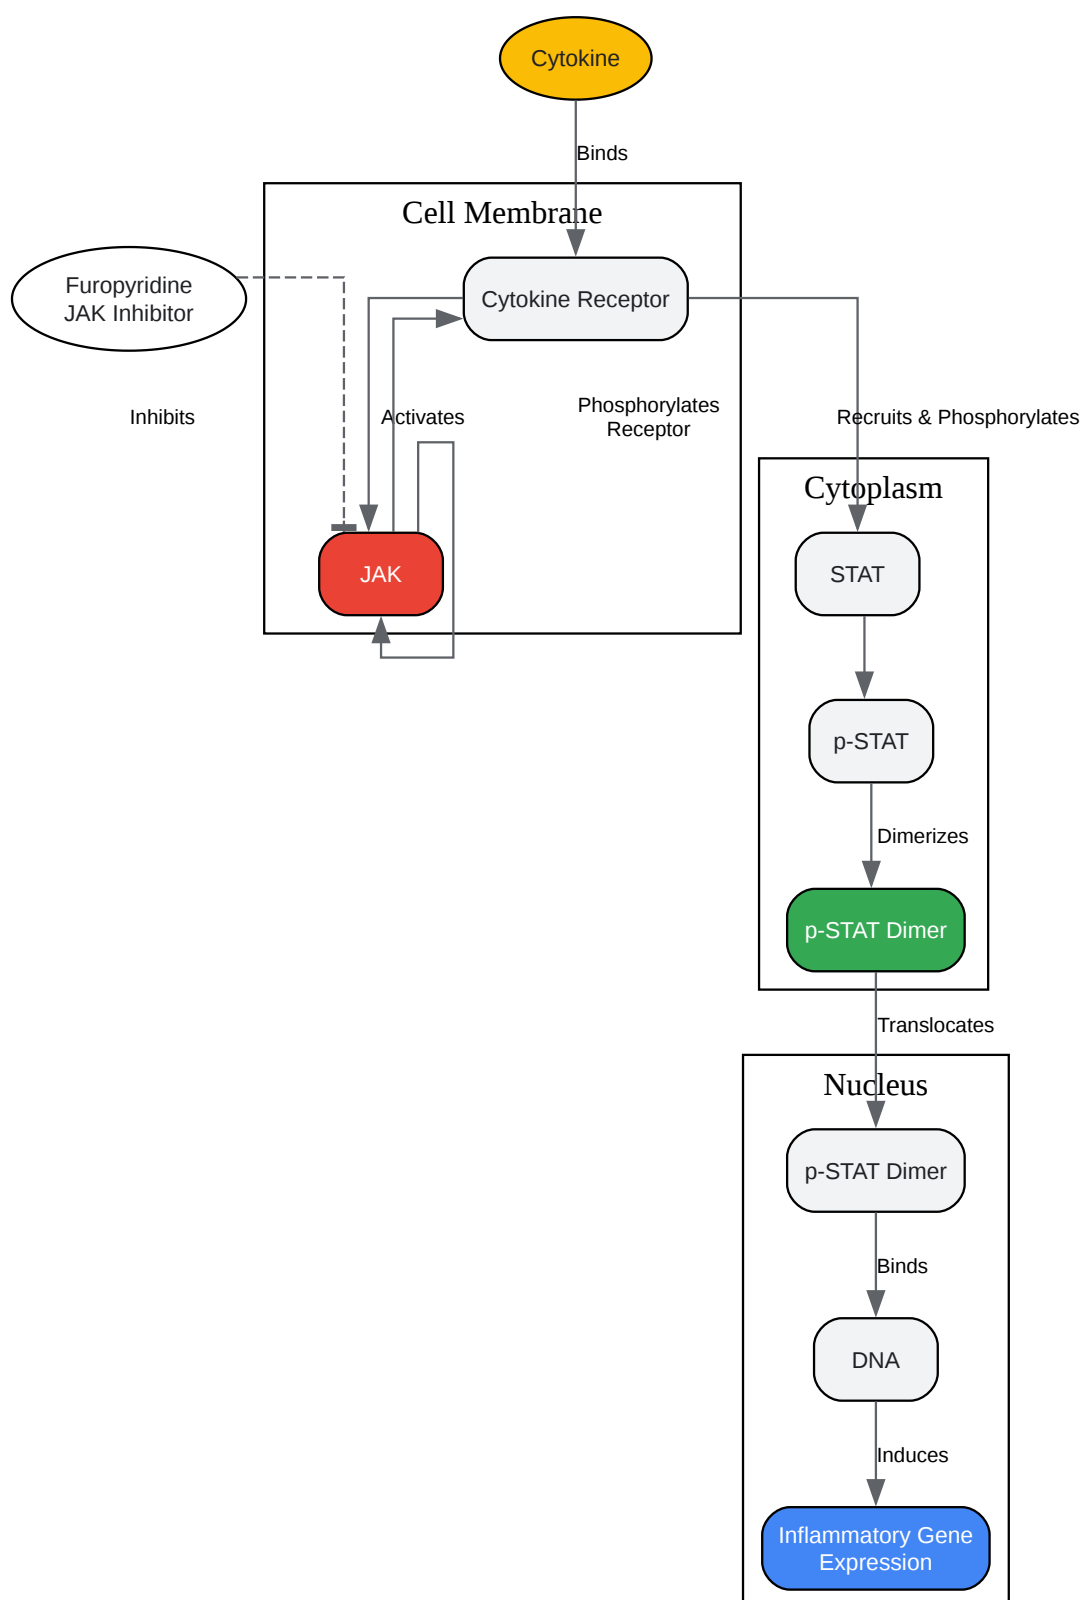 Cytokine
Binds
Cell Membrane
Furopyridine
JAK Inhibitor
Cytokine Receptor
Inhibits
Activates
Phosphorylates
Receptor
Recruits & Phosphorylates
Cytoplasm
JAK
STAT
p-STAT
Dimerizes
p-STAT Dimer
Translocates
Nucleus
p-STAT Dimer
Binds
DNA
Induces
Inflammatory Gene
Expression